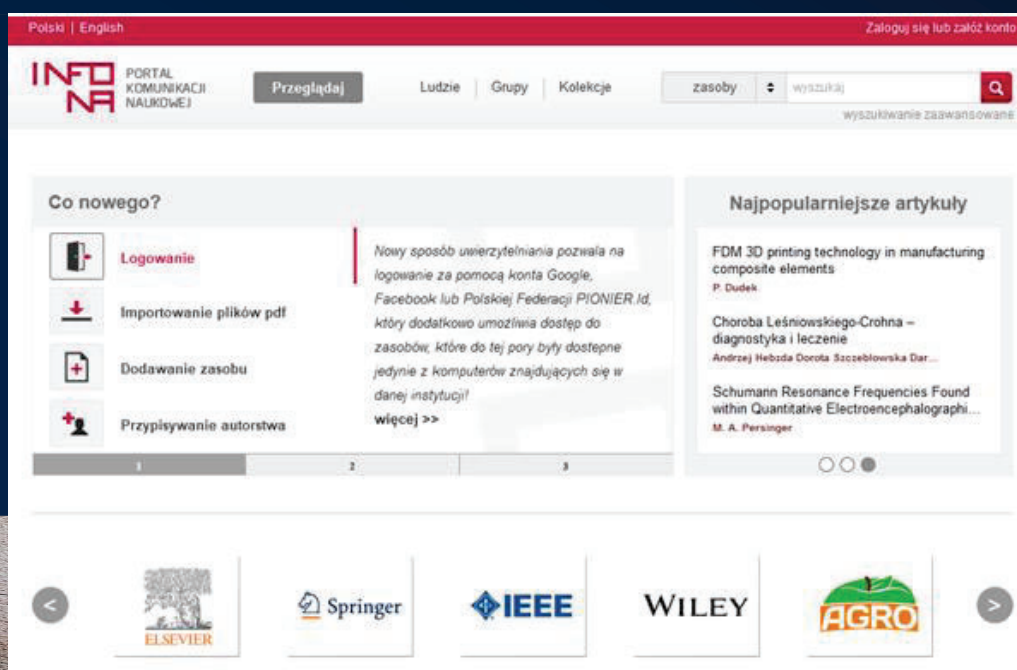 Polski | English
Zaloguj się lub załóż konto
INFONA
PORTAL
KOMUNIKACJI
NAUKOWEJ
Przeglądaj
Ludzie | Grupy | Kolekcje
zasoby
wyszukaj
wyszukiwanie zaawansowane
Co nowego?
Logowanie
Importowanie plików pdf
Dodawanie zasobu
Przypisywanie autorstwa
Nowy sposób uwierzytelniania pozwala na
logowanie za pomocą konta Google,
Facebook lub Polskiej Federacji PIONIER.Id,
który dodatkowo umożliwia dostęp do
zasobów, które do tej pory były dostępne
jedynie z komputerów znajdujących się w
danej instytucji!
więcej >>
1
2
3
Najpopularniejsze artykuły
FDM 3D printing technology in manufacturing
composite elements
P. Dudek
Choroba Leśniowskiego-Crohna –
diagnostyka i leczenie
Andrzej Hebzda Dorota Szczeblowska Dar...
Schumann Resonance Frequencies Found
within Quantitative Electroencephalographi...
M. A. Persinger
<
ELSEVIER
Springer
IEEE
WILEY
AGRO
>